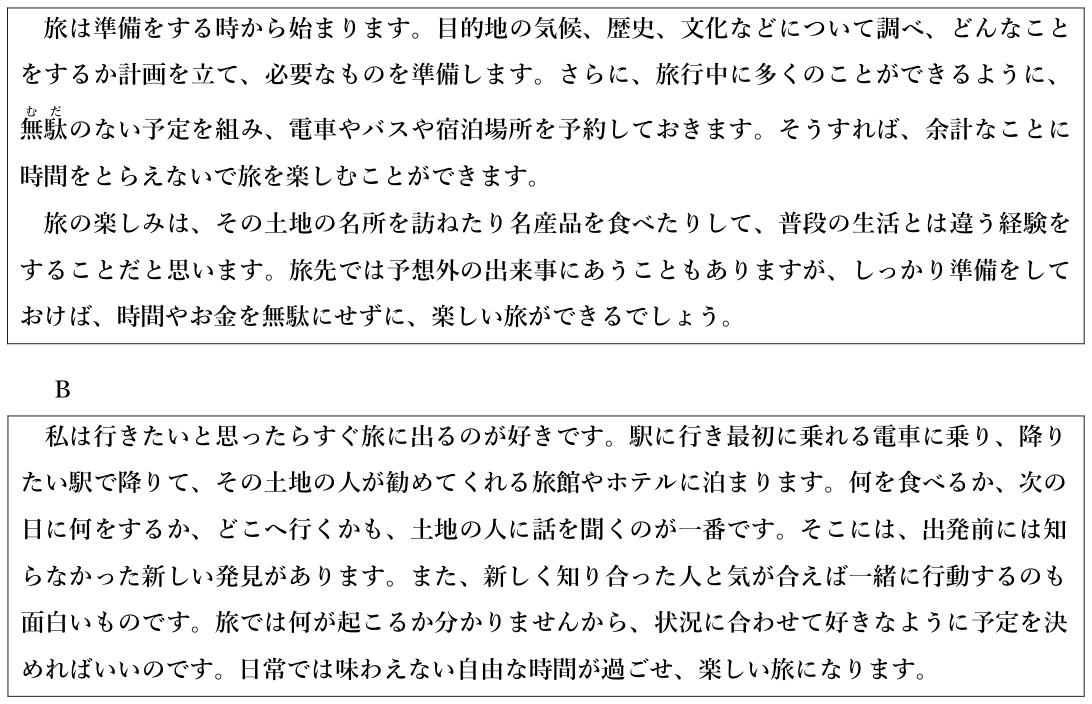 旅は準備をする時から始まります。目的地の気候、歴史、文化などについて調べ、どんなこと
をするか計画を立て、必要なものを準備します。さらに、旅行中に多くのことができるように、
むだ
無駄のない予定を組み、電車やバスや宿泊場所を予約しておきます。そうすれば、余計なことに
時間をとらえないで旅を楽しむことができます。
旅の楽しみは、その土地の名所を訪ねたり名産品を食べたりして、普段の生活とは違う経験を
することだと思います。旅先では予想外の出来事にあうこともありますが、しっかり準備をして
おけば、時間やお金を無駄にせずに、楽しい旅ができるでしょう。
B
私は行きたいと思ったらすぐ旅に出るのが好きです。駅に行き最初に乗れる電車に乗り、降り
たい駅で降りて、その土地の人が勧めてくれる旅館やホテルに泊まります。何を食べるか、次の
日に何をするか、どこへ行くかも、土地の人に話を聞くのが一番です。そこには、出発前には知
らなかった新しい発見があります。また、新しく知り合った人と気が合えば一緒に行動するのも
面白いものです。旅では何が起こるか分かりませんから、状況に合わせて好きなように予定を決
めればいいのです。日常では味わえない自由な時間が過ごせ、楽しい旅になります。